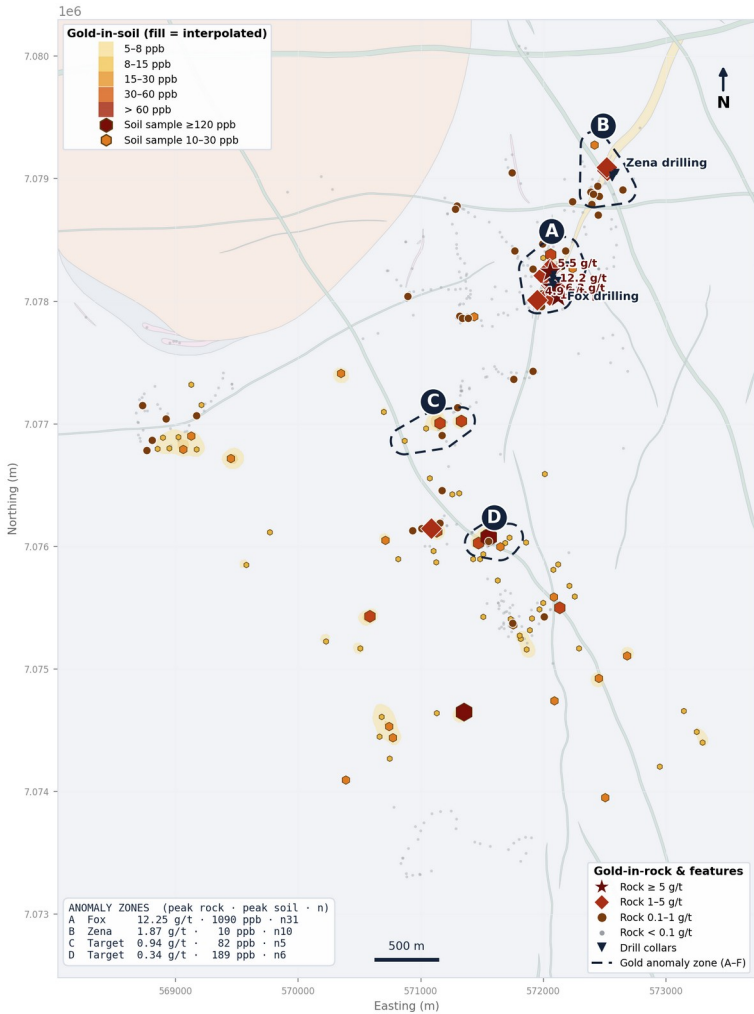 1e6
Gold-in-soil (fill = interpolated)
5–8 ppb
8–15 ppb
15–30 ppb
30–60 ppb
> 60 ppb
Soil sample ≥120 ppb
Soil sample 10–30 ppb
N
B
Zena drilling
A
5.5 g/t
12.2 g/t
g/t
4.9
Fox drilling
C
D
7.080
7.079
7.078
7.077
7.076
7.075
7.074
7.073
Northing (m)
ANOMALY ZONES (peak rock · peak soil · n)
A Fox 12.25 g/t · 1090 ppb · n31
B Zena 1.87 g/t · 10 ppb · n10
C Target 0.94 g/t · 82 ppb · n5
D Target 0.34 g/t · 189 ppb · n6
500 m
Gold-in-rock & features
Rock ≥ 5 g/t
Rock 1–5 g/t
Rock 0.1–1 g/t
Rock < 0.1 g/t
Drill collars
Gold anomaly zone (A–F)
569000
570000
571000
572000
573000
Easting (m)